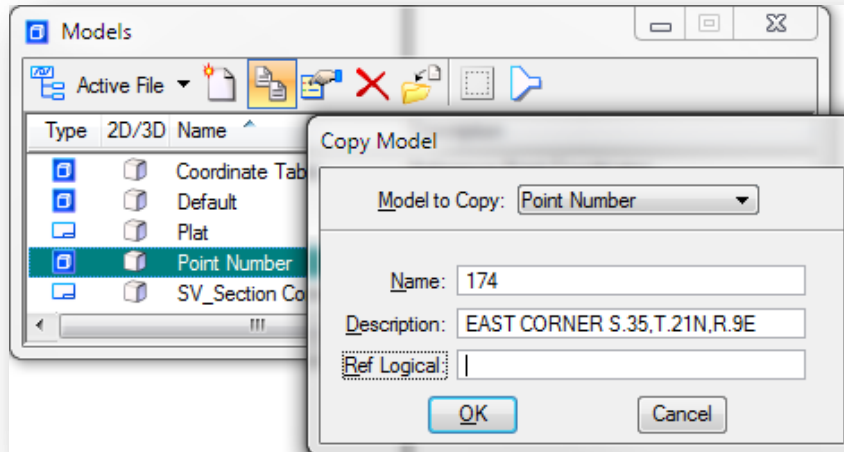 Models
Active File
Type 2D/3D Name
Coordinate Tab
Default
Plat
Point Number
SV_Section Co
Copy Model
Model to Copy: Point Number
Name: 174
Description: EAST CORNER S.35,T.21N,R.9E
Ref Logical:
OK Cancel